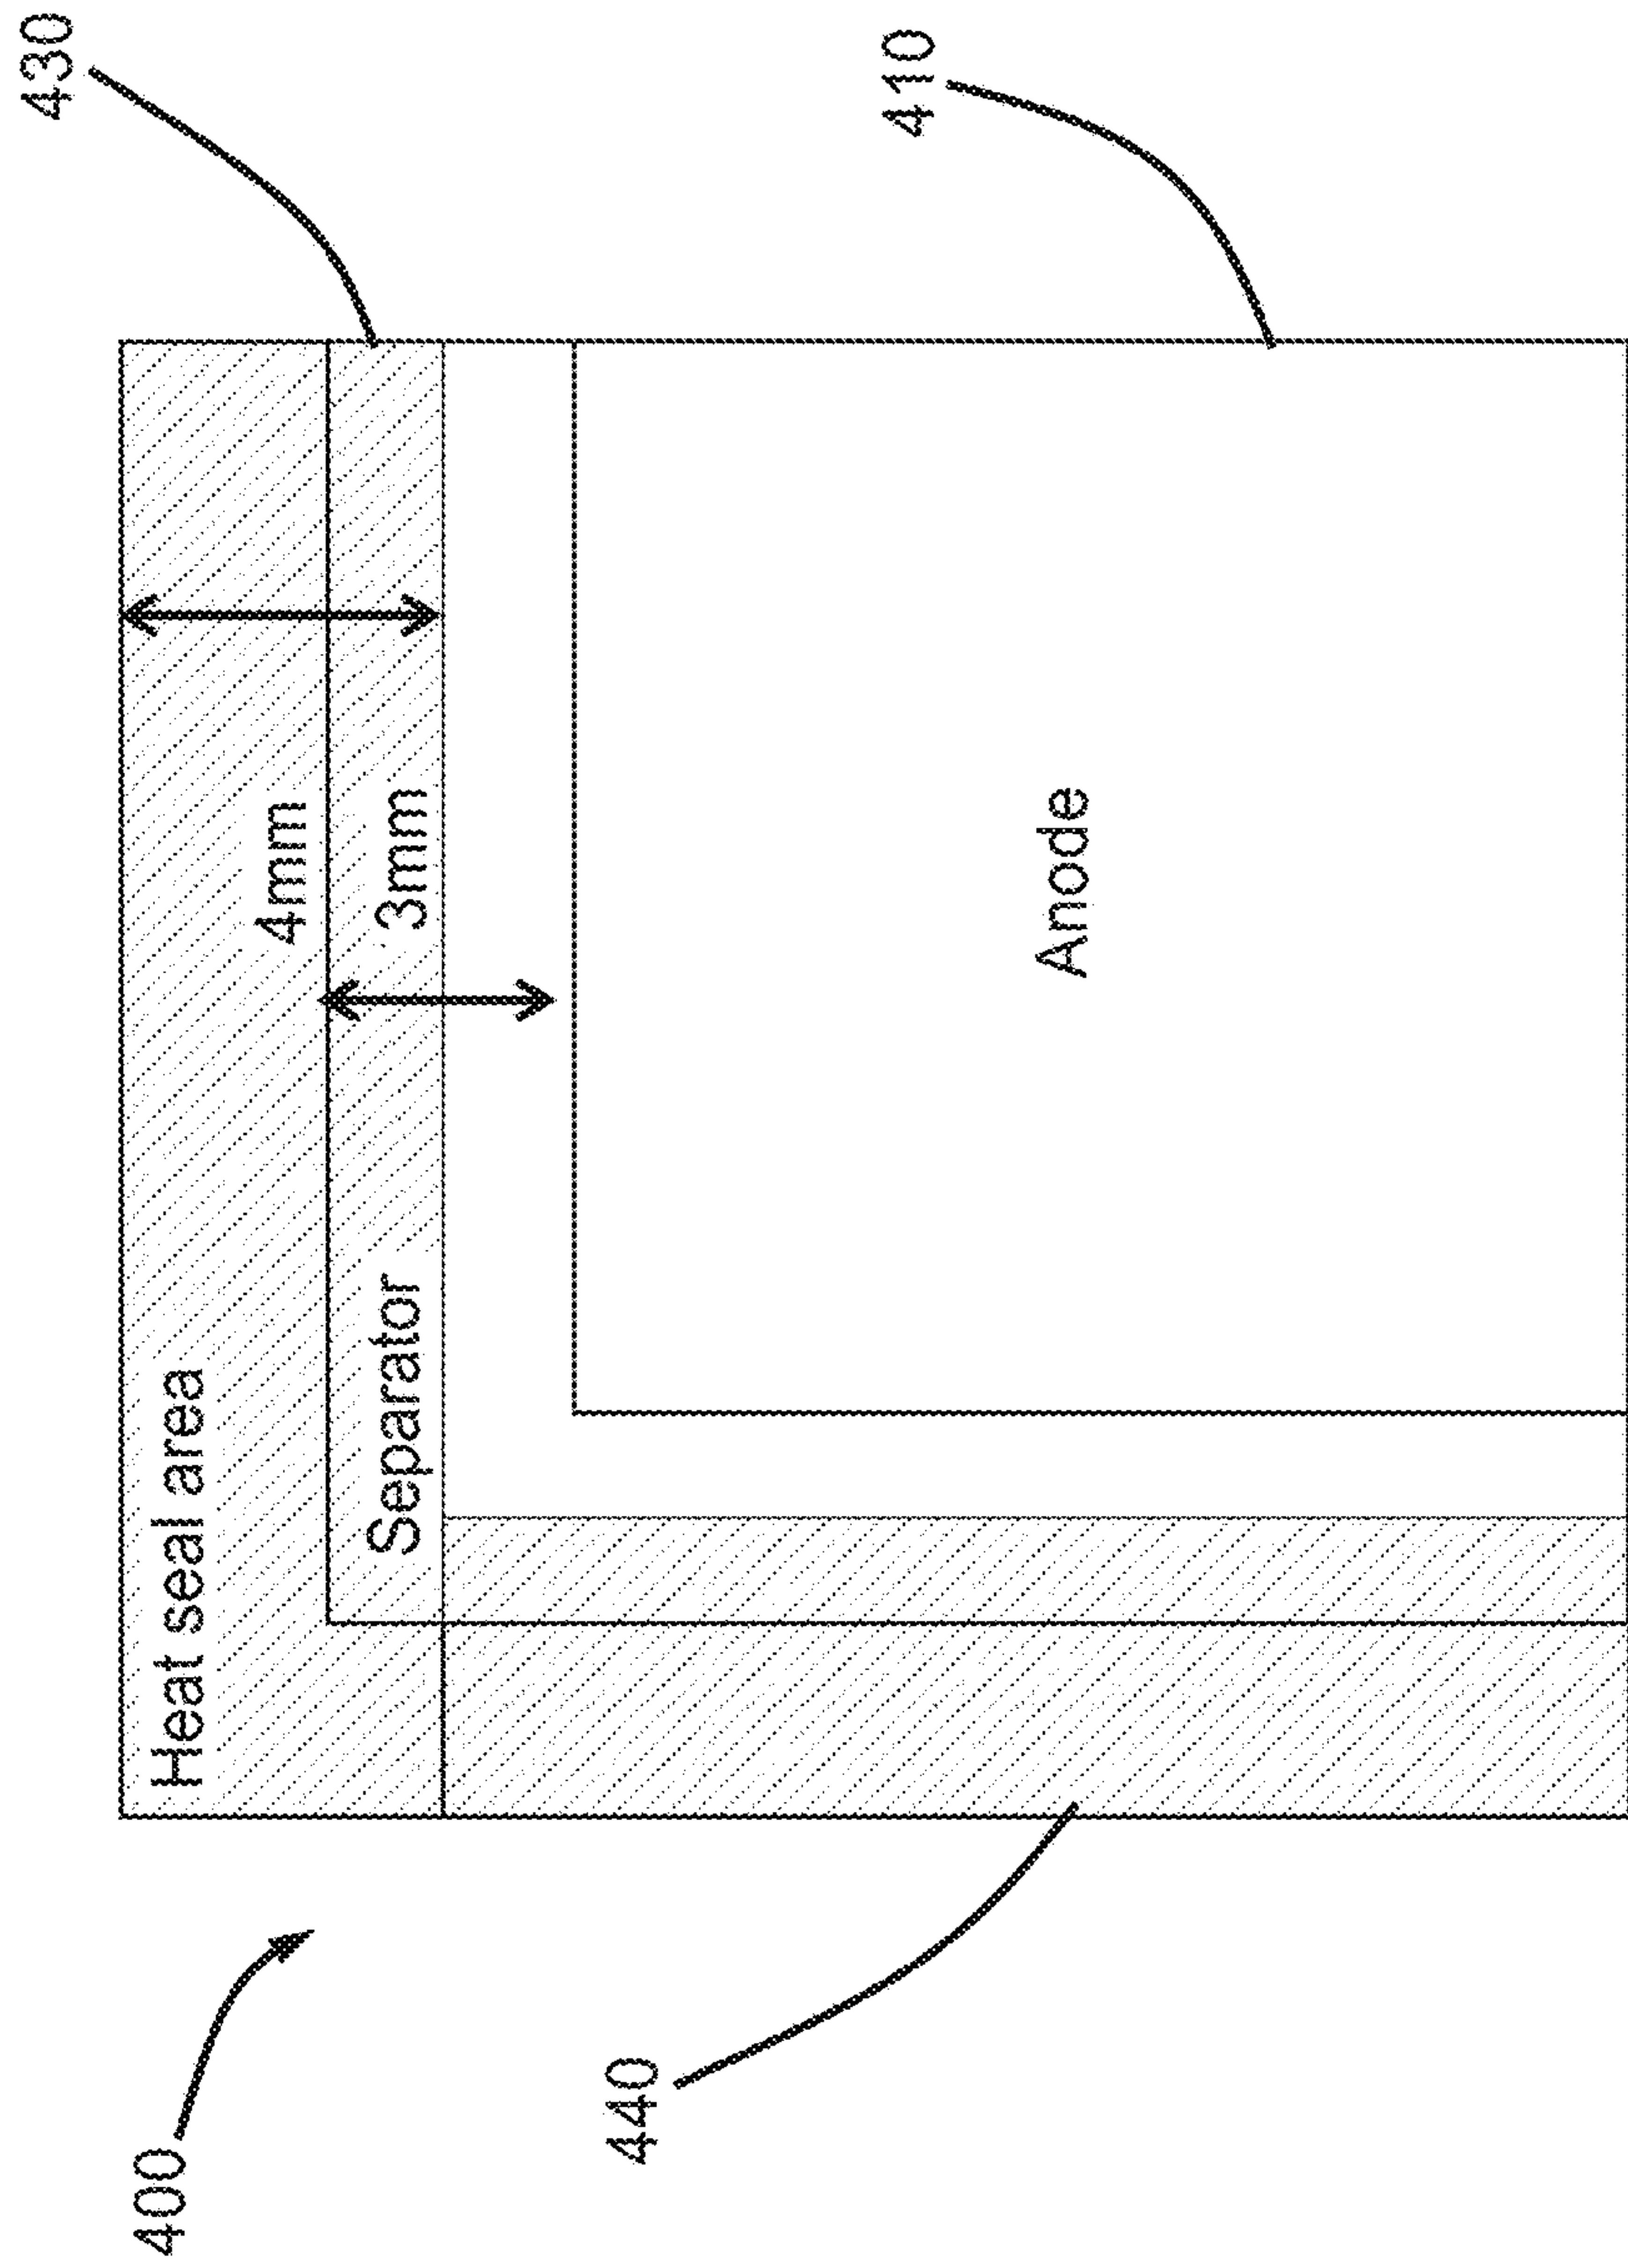 430
400
Heat seal area
4mm
Separator
3mm
440
410
Anode